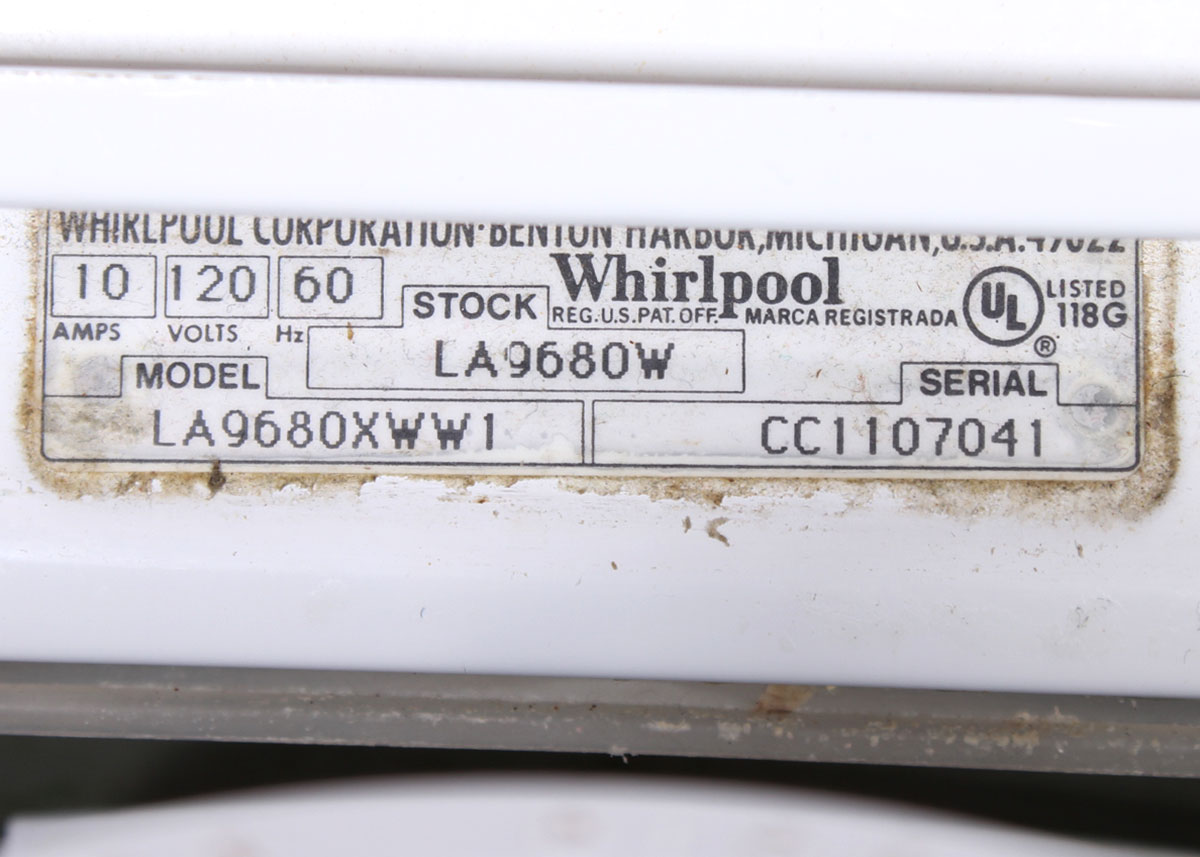 WHIRLPOOL CORPORATION·BENTON HARBOR,MICHIGAN,U.S.A.49022
10 120 60 Whirlpool
AMPS VOLTS Hz STOCK REG.U.S.PAT.OFF. MARCA REGISTRADA UL ® LISTED 118G
LA9680W
MODEL SERIAL
LA9680XWW1 CC1107041